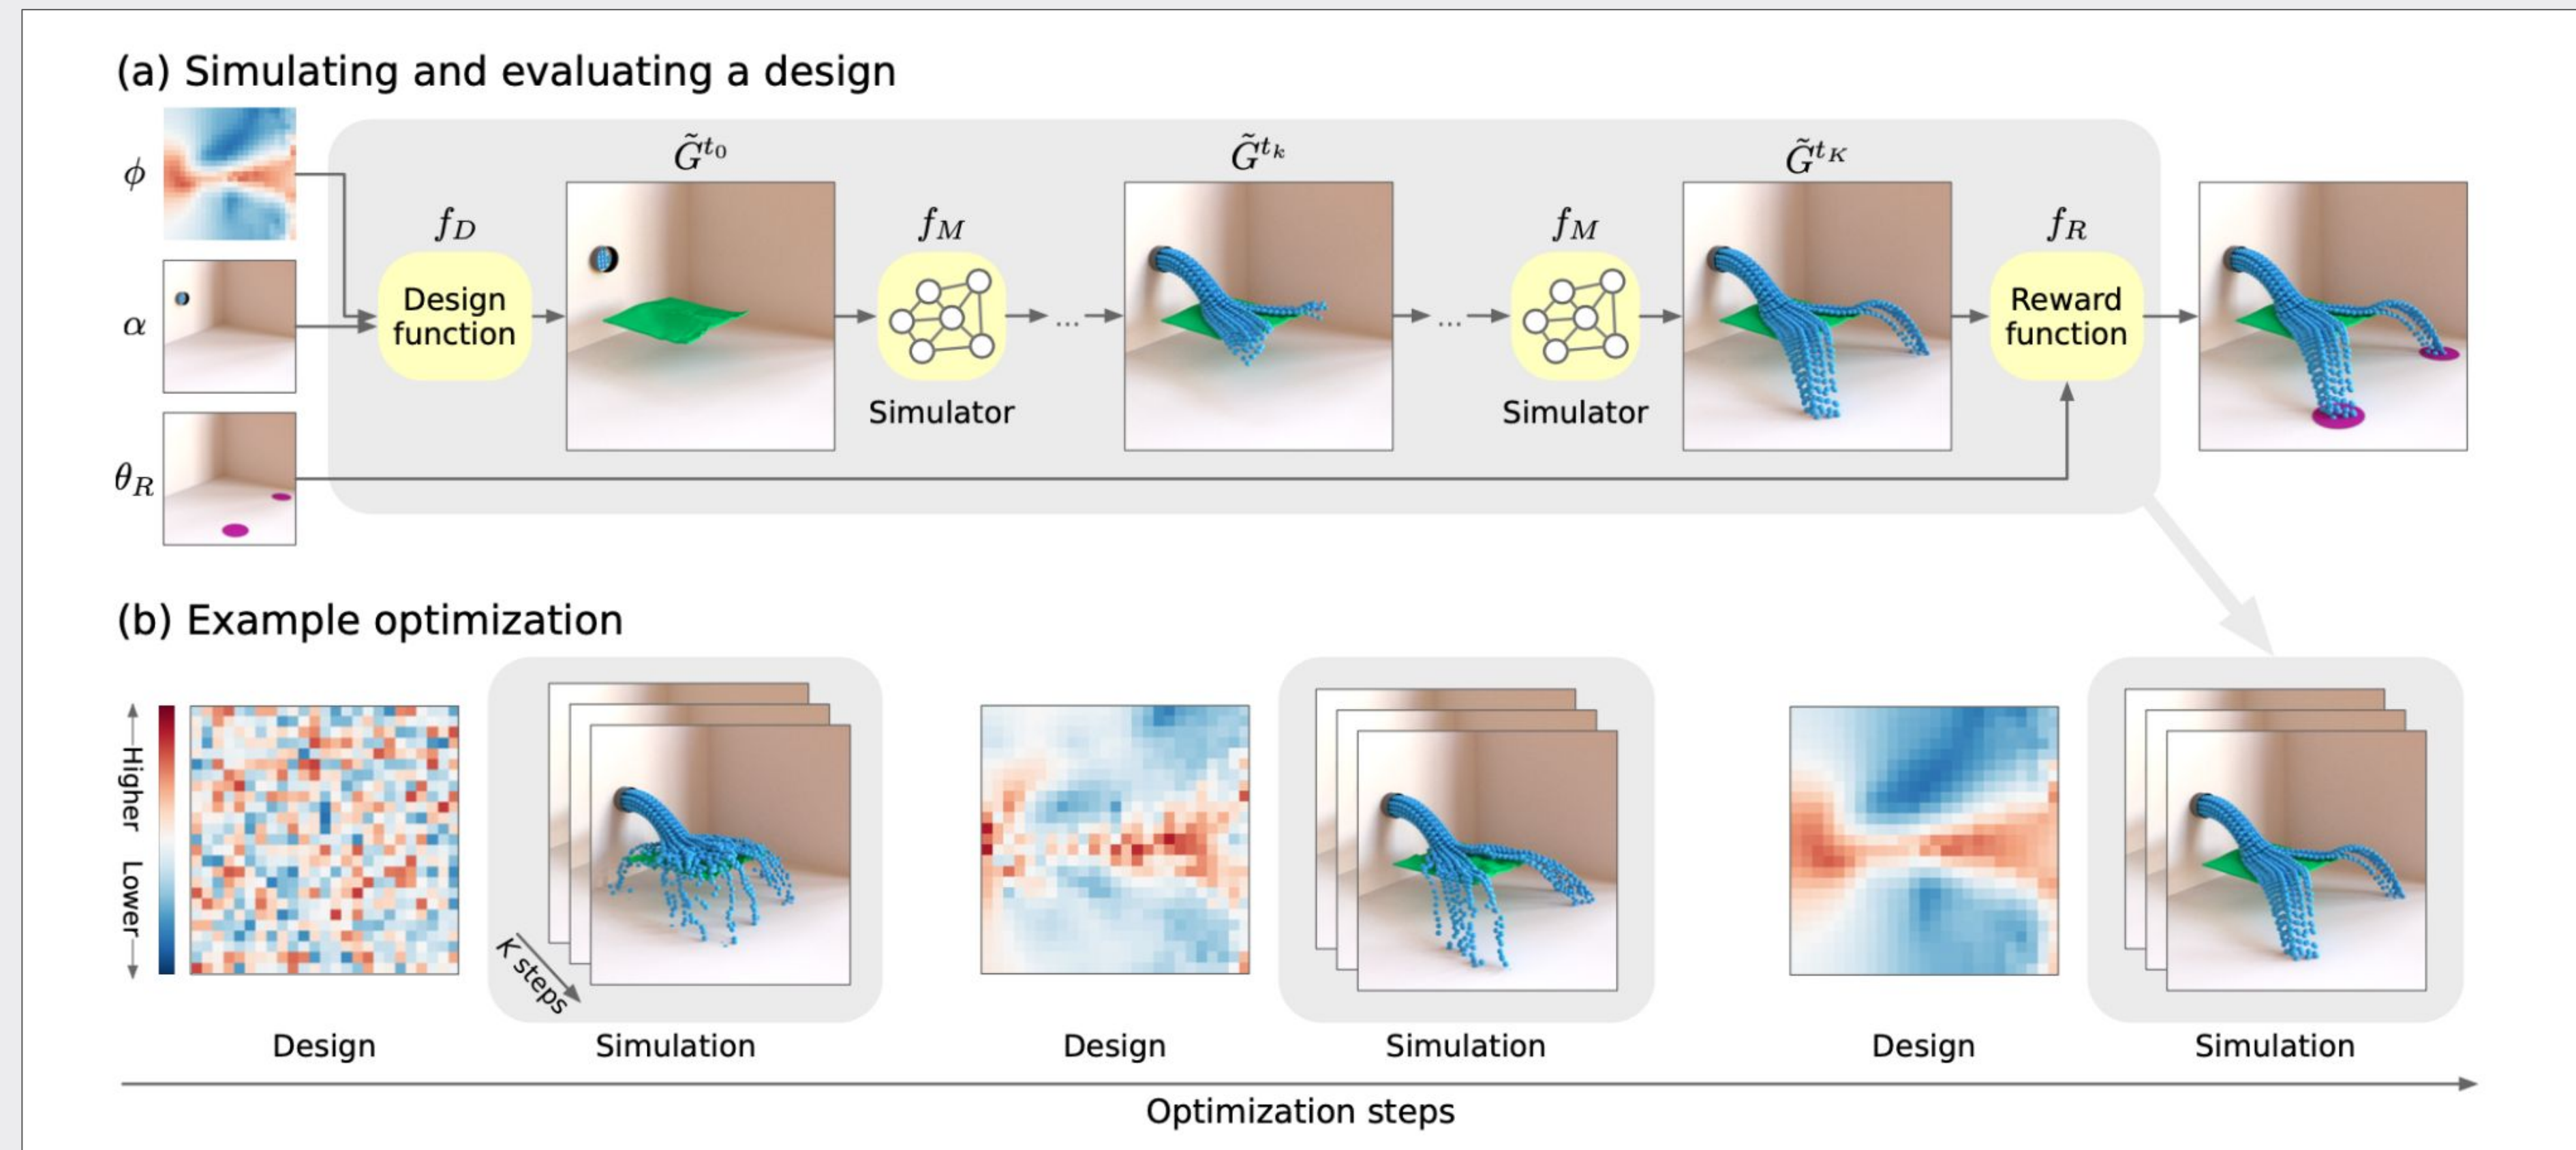 (a) Simulating and evaluating a design
ϕ
α
θ_R
f_D
Design
function
G̃^{t_0}
f_M
Simulator
...
G̃^{t_k}
...
f_M
Simulator
G̃^{t_K}
f_R
Reward
function
(b) Example optimization
Higher
Lower
K steps
Design
Simulation
Design
Simulation
Design
Simulation
Optimization steps